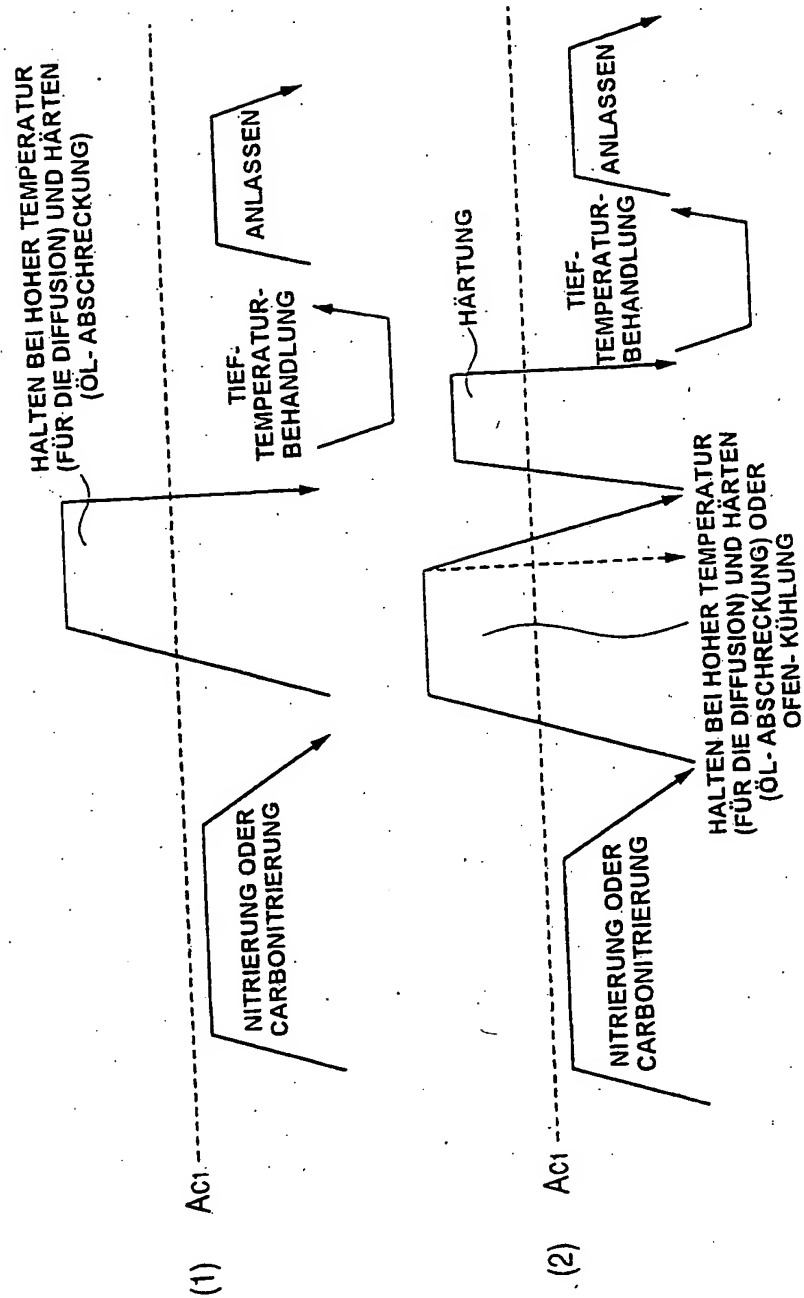 (1)
AC1
NITRIERUNG ODER
CARBONITRIERUNG
HALTEN BEI HOHER TEMPERATUR
(FÜR DIE DIFFUSION) UND HÄRTEN
(ÖL- ABSCHRECKUNG)
TIEF-
TEMPERATUR-
BEHANDLUNG
ANLASSEN
(2)
AC1
NITRIERUNG ODER
CARBONITRIERUNG
HALTEN BEI HOHER TEMPERATUR
(FÜR DIE DIFFUSION) UND HÄRTEN
(ÖL- ABSCHRECKUNG) ODER
OFEN- KÜHLUNG
HÄRTUNG
TIEF-
TEMPERATUR-
BEHANDLUNG
ANLASSEN